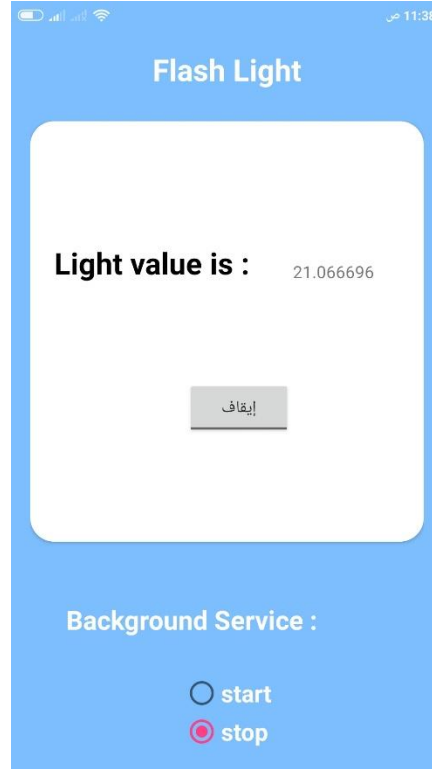 11:38 ص
Flash Light
Light value is :
21.066696
إيقاف
Background Service :
start
stop